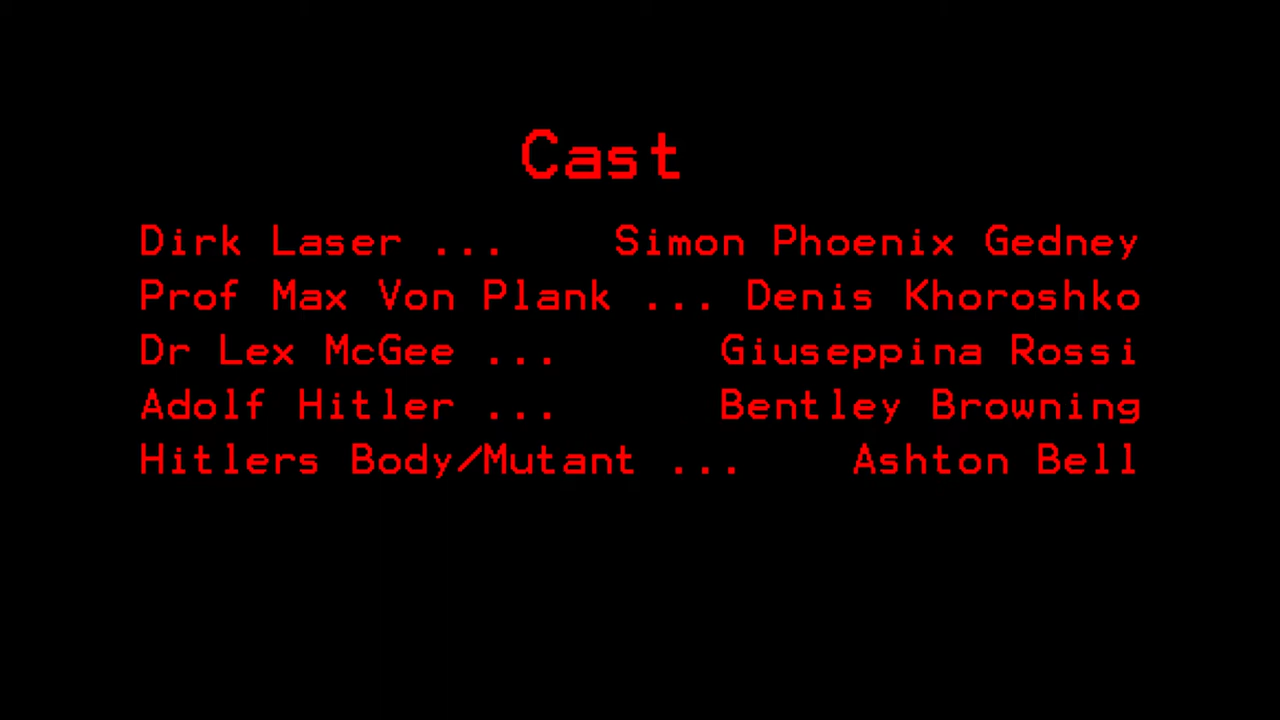 Cast
Dirk Laser ... Simon Phoenix Gedney
Prof Max Von Plank ... Denis Khoroshko
Dr Lex McGee ... Giuseppina Rossi
Adolf Hitler ... Bentley Browning
Hitlers Body/Mutant ... Ashton Bell